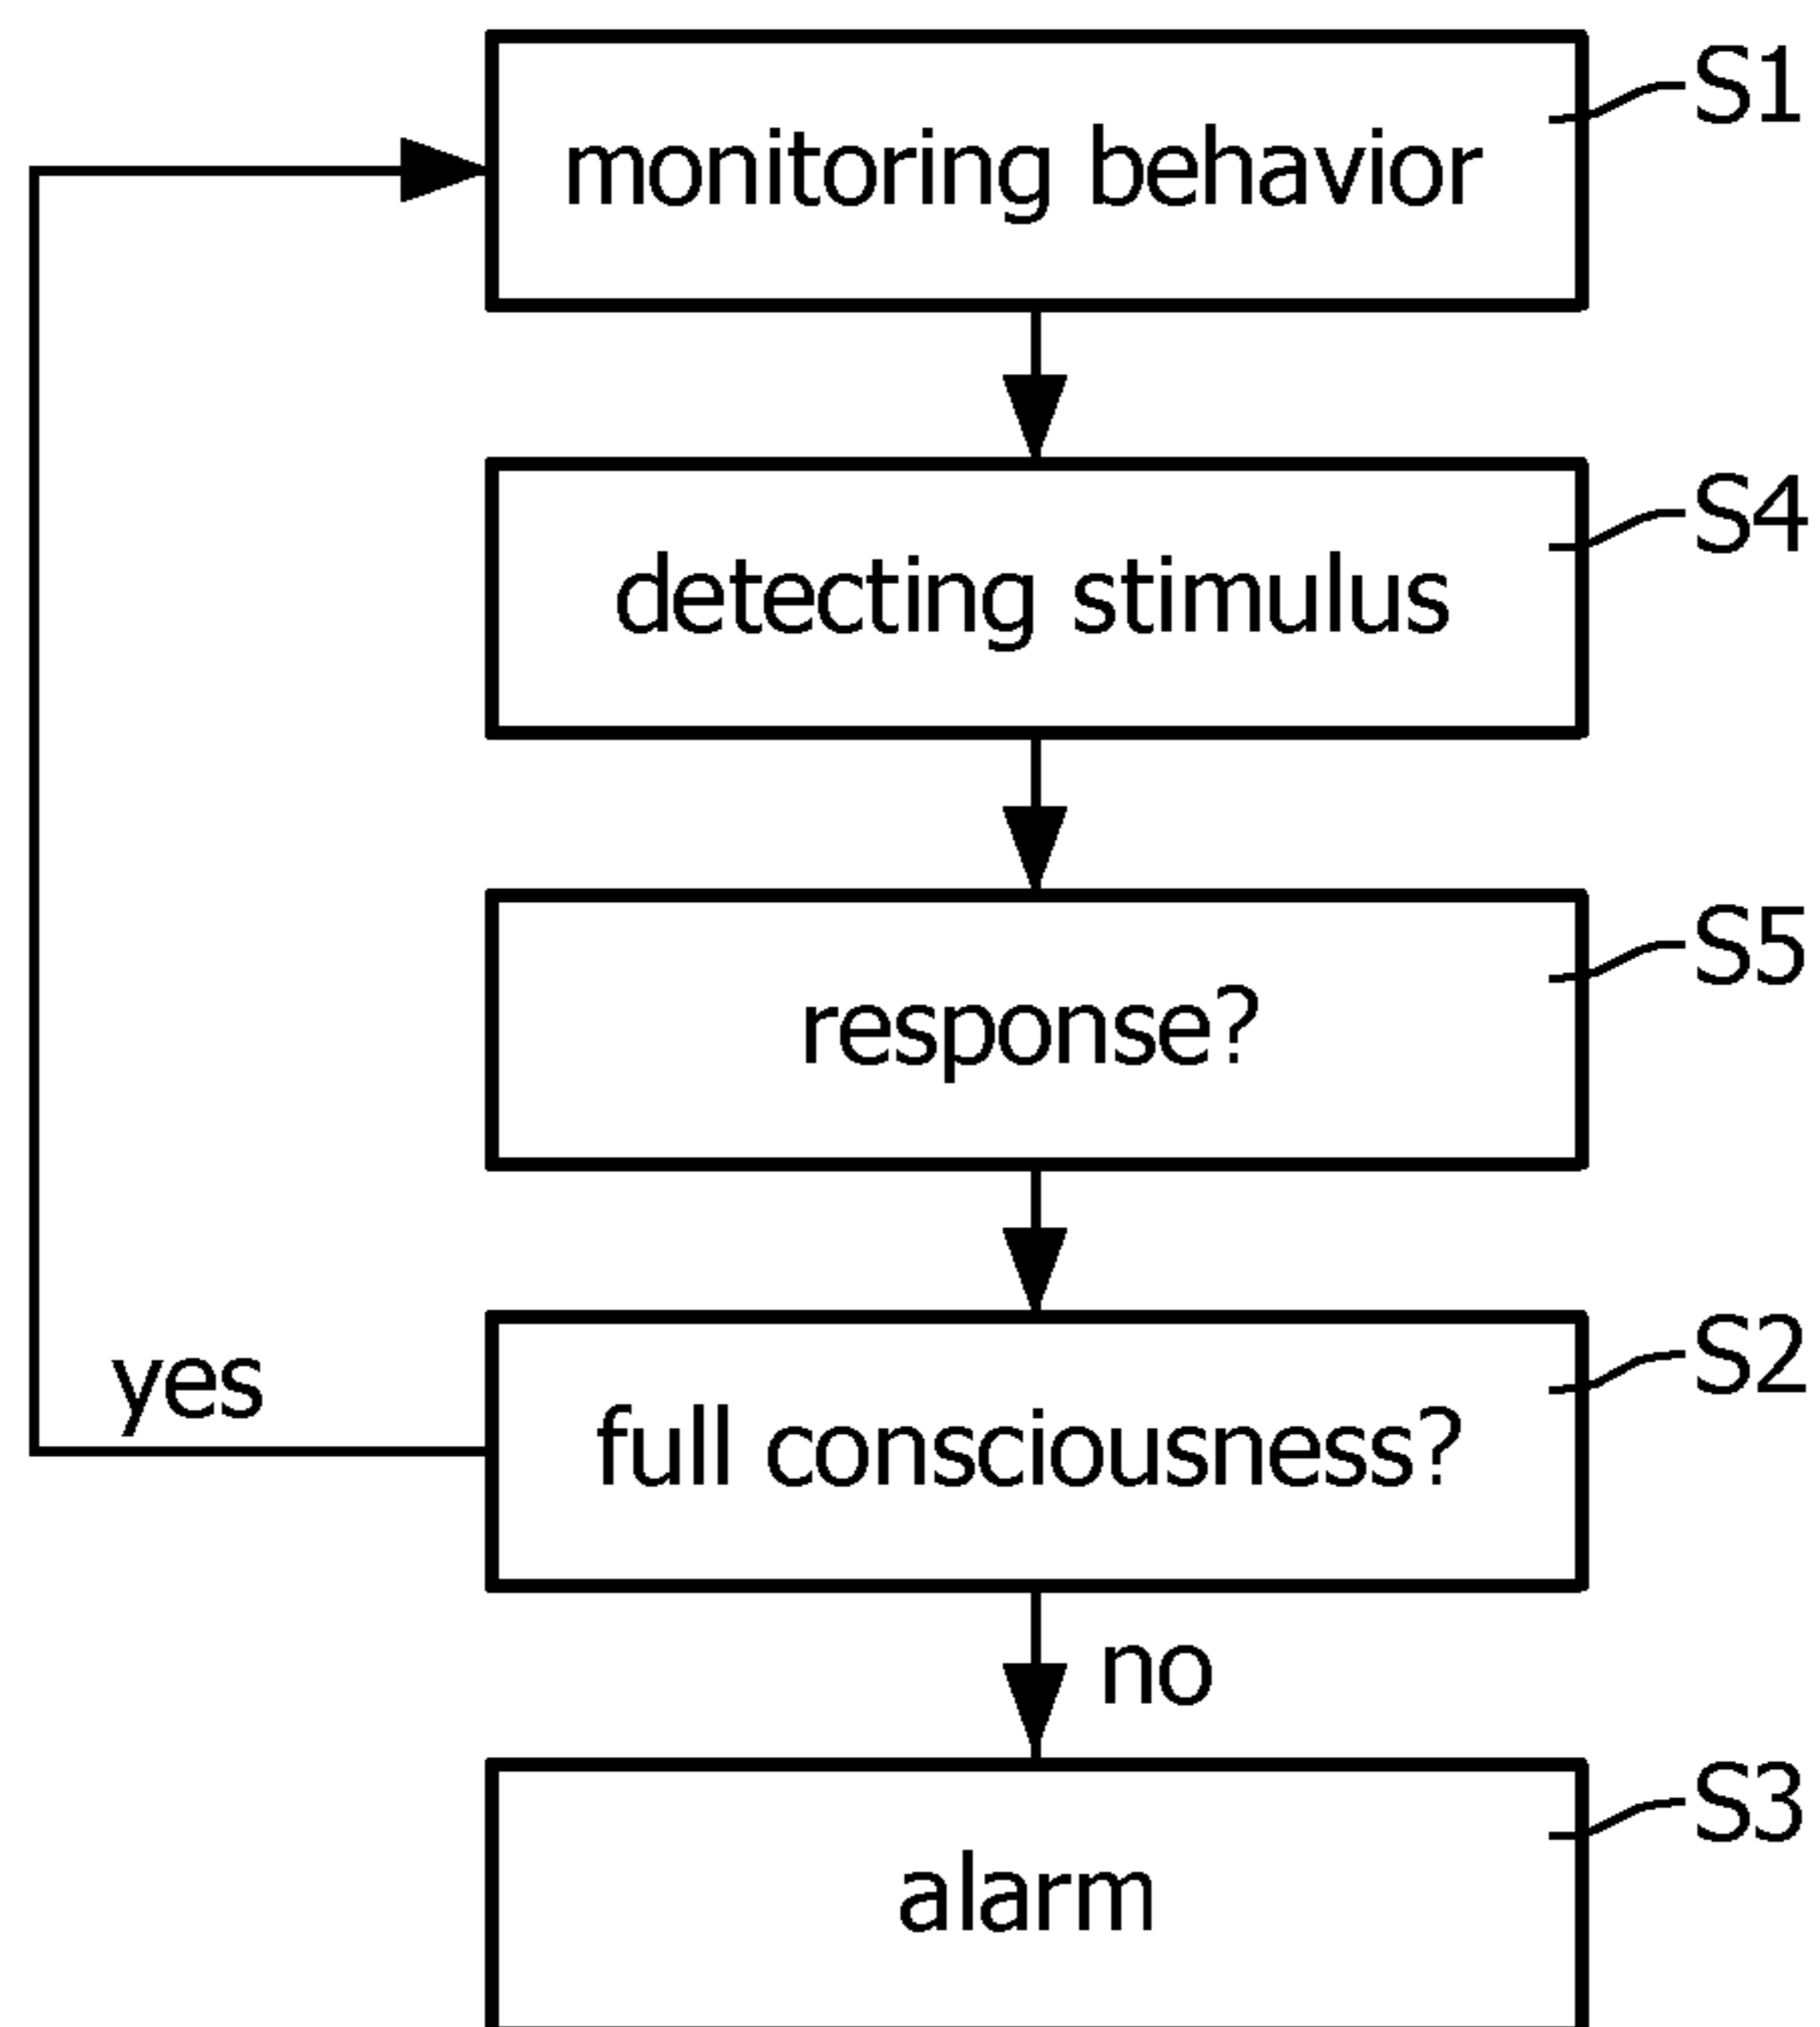 monitoring behavior
S1
detecting stimulus
S4
response?
S5
yes
full consciousness?
S2
no
alarm
S3